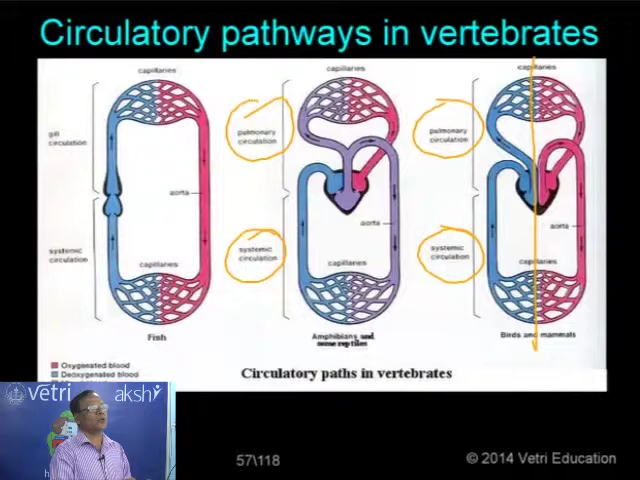 Circulatory pathways in vertebrates
capillaries
capillaries
capillaries
gill
circulation
pulmonary
circulation
pulmonary
circulation
aorta
aorta
aorta
systemic
circulation
capillaries
systemic
circulation
capillaries
systemic
circulation
capillaries
Fish
Amphibians and
some reptiles
Birds and mammals
Oxygenated blood
Deoxygenated blood
Circulatory paths in vertebrates
vetri
akshi
57\118
© 2014 Vetri Education